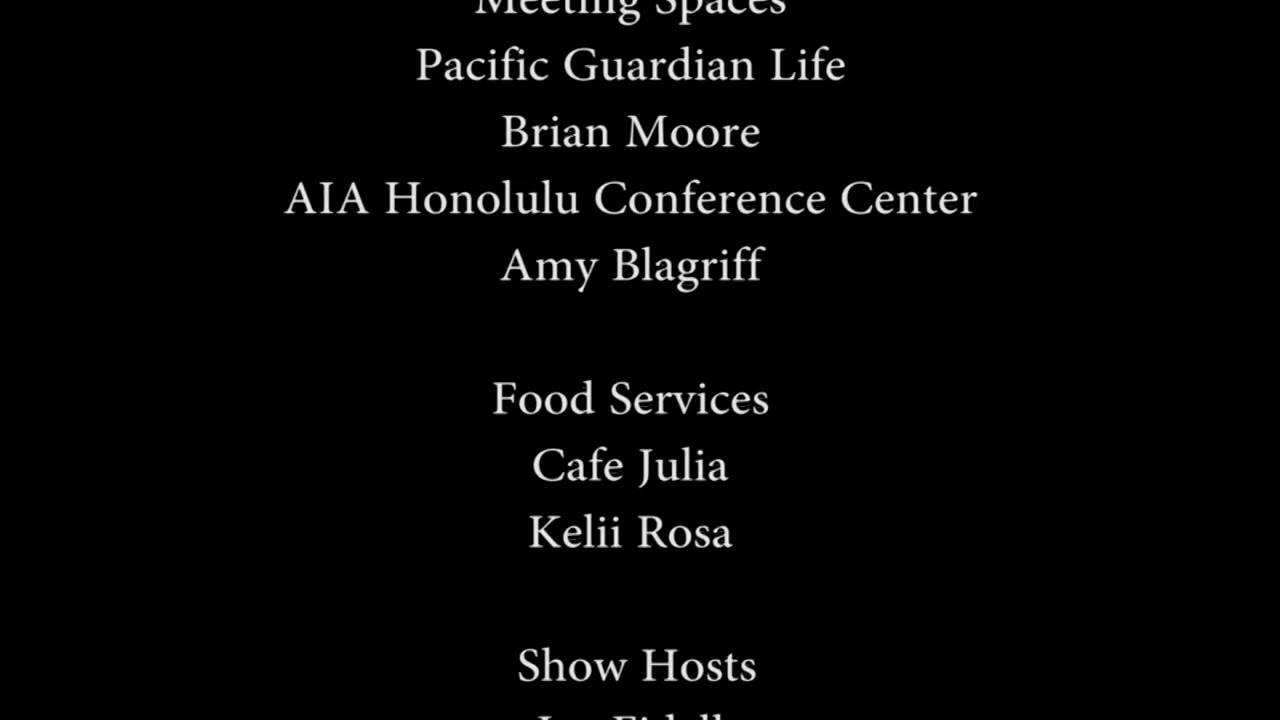 Meeting Spaces
Pacific Guardian Life
Brian Moore
AIA Honolulu Conference Center
Amy Blagriff
Food Services
Cafe Julia
Kelii Rosa
Show Hosts